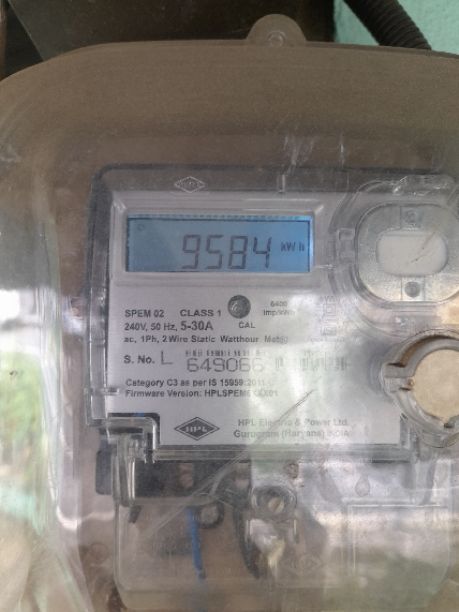 HPL
9584 kWh
SPEM 02 CLASS 1 6400
imp/kWh
240V, 50 Hz, 5-30A CAL
ac, 1Ph, 2 Wire Static Watthour Meter
S. No. L 649066
Category C3 as per IS 15959:2011
Firmware Version:
HPL Electric & Power Ltd.
HPL Gurugram (Haryana) INDIA